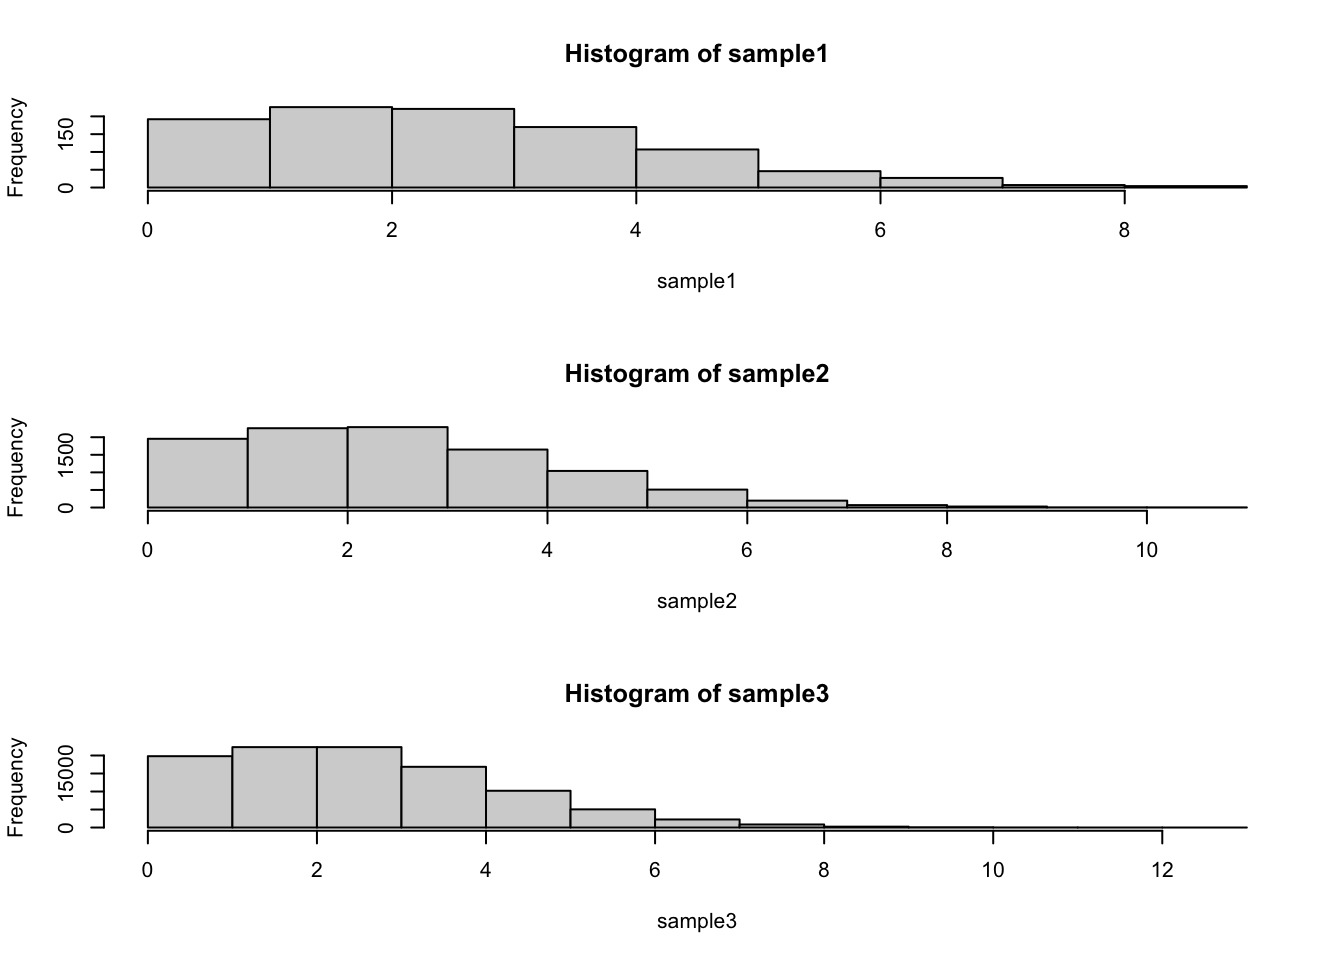 Histogram of sample1
Frequency
150
0
0 2 4 6 8
sample1
Histogram of sample2
Frequency
1500
0
0 2 4 6 8 10
sample2
Histogram of sample3
Frequency
15000
0
0 2 4 6 8 10 12
sample3